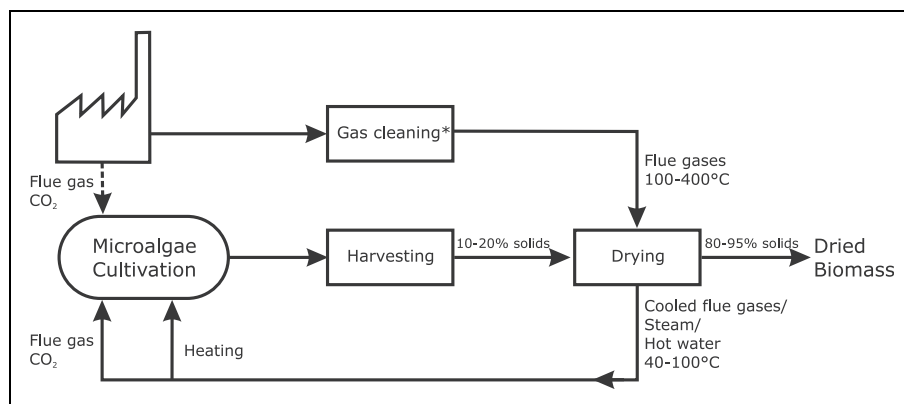 Gas cleaning*
Flue gases
100-400°C
Flue gas
CO₂
Microalgae
Cultivation
Harvesting
10-20% solids
Drying
80-95% solids
Dried
Biomass
Cooled flue gases/
Steam/
Hot water
40-100°C
Flue gas
CO₂
Heating